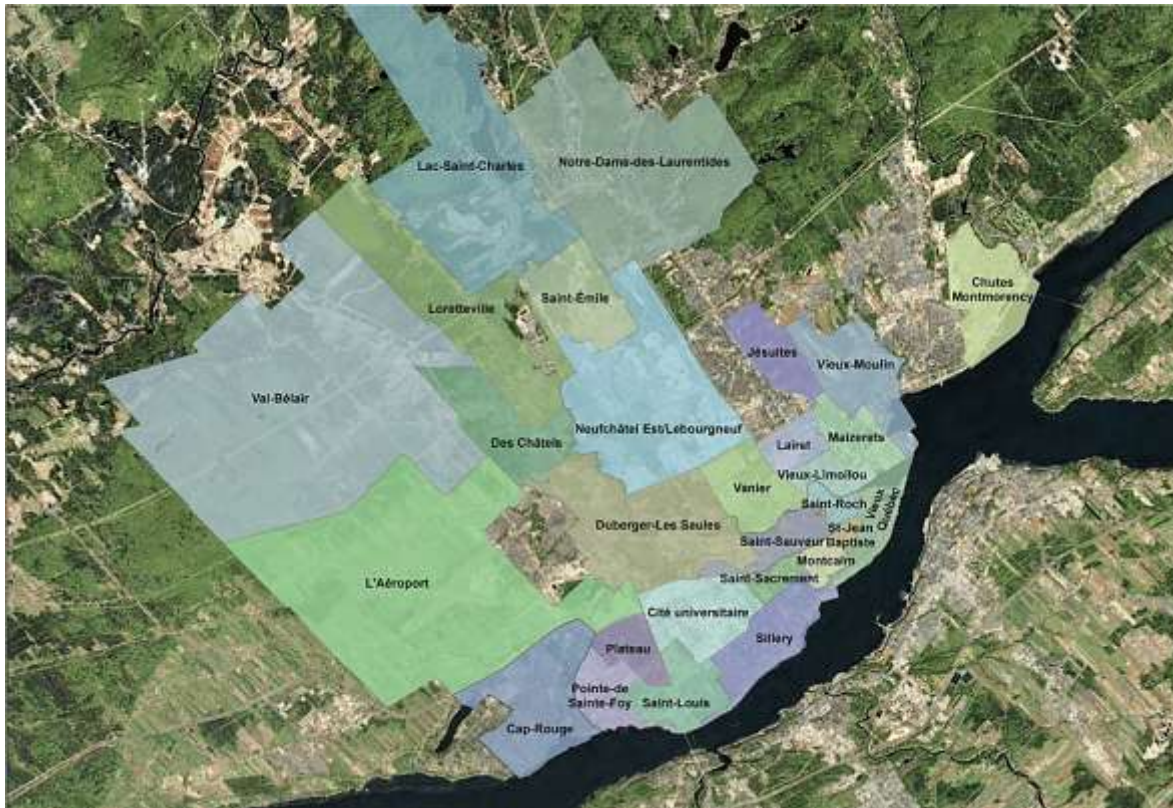 Lac-Saint-Charles
Notre-Dame-des-Laurentides
Chutes
Montmorency
Saint-Émile
Loretteville
Jésuites
Vieux-Moulin
Val-Bélair
Des Châtels
Neufchâtel Est/Lebourgneuf
Lairet
Maizerets
Vieux-Limoilou
Vanier
Saint-Roch
Vieux
Québec
Duberger-Les Saules
St-Jean
Baptiste
Saint-Sauveur
Montcalm
L'Aéroport
Saint-Sacrement
Cité universitaire
Sillery
Plateau
Pointe-de
Sainte-Foy
Saint-Louis
Cap-Rouge